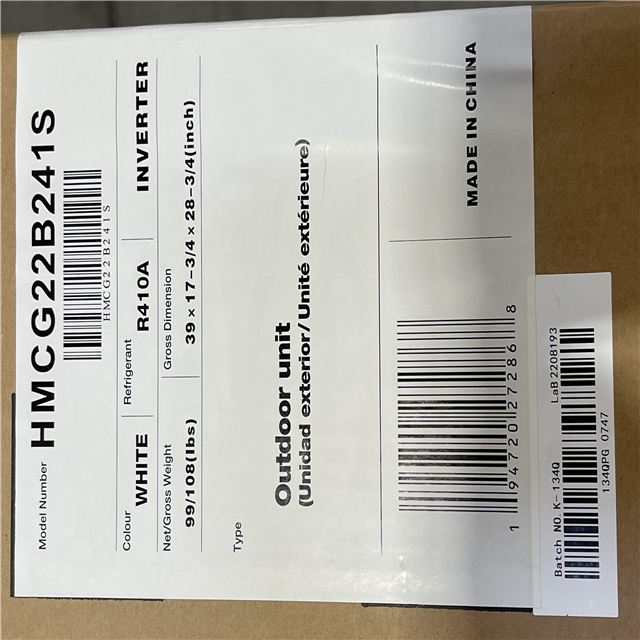 Model Number HMCG22B241S
HMCG22B241S
Colour WHITE
Refrigerant R410A
INVERTER
Net/Gross Weight
99/108(lbs)
Gross Dimension
39 × 17-3/4 × 28-3/4(inch)
Type
Outdoor unit
(Unidad exterior/Unité extérieure)
MADE IN CHINA
1 94720 27286 8
Batch NO.K-134Q
LaB 2208193
134QPG 0747